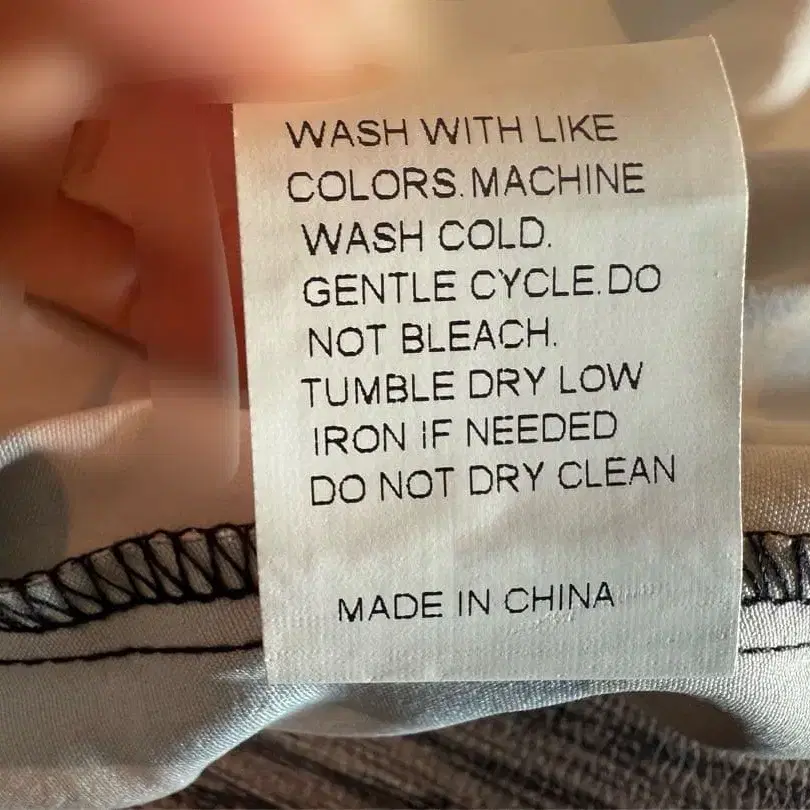 WASH WITH LIKE
COLORS. MACHINE
WASH COLD.
GENTLE CYCLE. DO
NOT BLEACH.
TUMBLE DRY LOW
IRON IF NEEDED
DO NOT DRY CLEAN
MADE IN CHINA